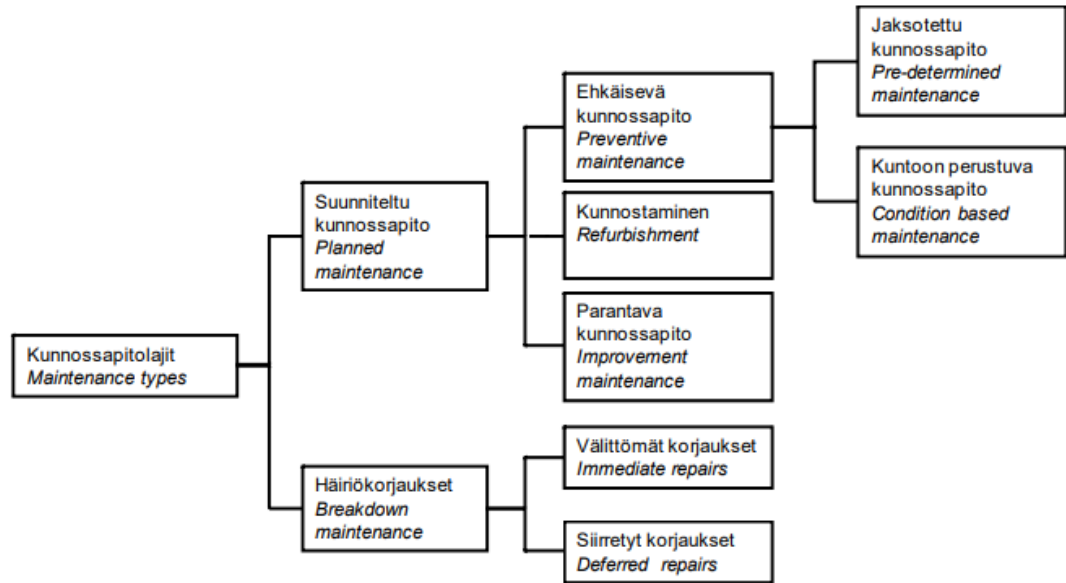 Kunnossapitolajit
Maintenance types
Suunniteltu
kunnossapito
Planned
maintenance
Häiriökorjaukset
Breakdown
maintenance
Ehkäisevä
kunnossapito
Preventive
maintenance
Kunnostaminen
Refurbishment
Parantava
kunnossapito
Improvement
maintenance
Välittömät korjaukset
Immediate repairs
Siirretyt korjaukset
Deferred repairs
Jaksotettu
kunnossapito
Pre-determined
maintenance
Kuntoon perustuva
kunnossapito
Condition based
maintenance